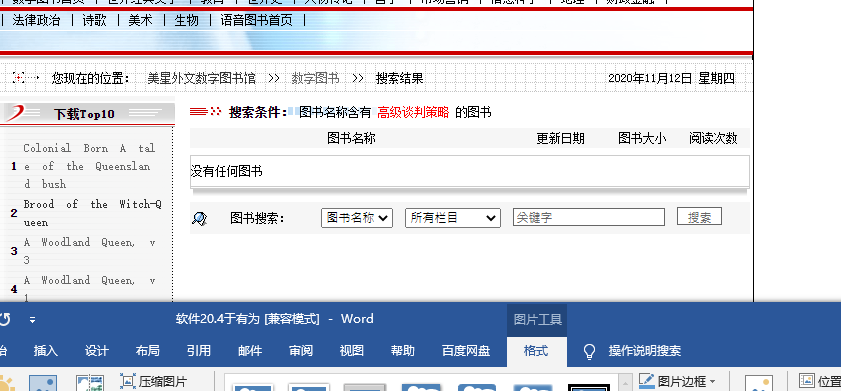 法律政治 | 诗歌 | 美术 | 生物 | 语音图书首页 |
您现在的位置： 美星外文数字图书馆 >> 数字图书 >> 搜索结果
2020年11月12日 星期四
下载Top10
搜索条件：图书名称含有 高级谈判策略 的图书
图书名称 更新日期 图书大小 阅读次数
没有任何图书
图书搜索： 图书名称 所有栏目 关键字 搜索
1 Colonial Born A tal
e of the Queenslan
d bush
2 Brood of the Witch-Q
ueen
3 A Woodland Queen, v
3
4 A Woodland Queen, v
1
软件20.4于有为 [兼容模式] - Word 图片工具
插入 设计 布局 引用 邮件 审阅 视图 帮助 百度网盘 格式 操作说明搜索
压缩图片 图片边框 位置